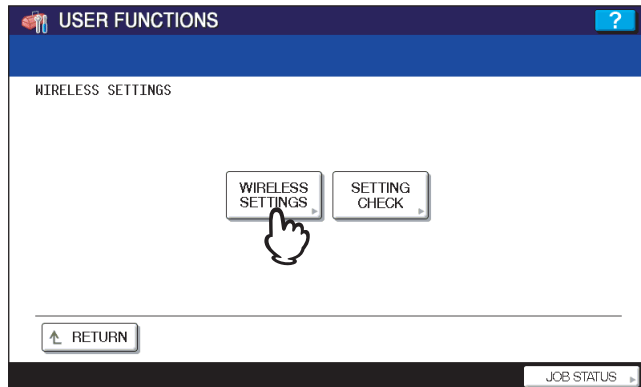 USER FUNCTIONS
?
WIRELESS SETTINGS
WIRELESS
SETTINGS
SETTING
CHECK
RETURN
JOB STATUS